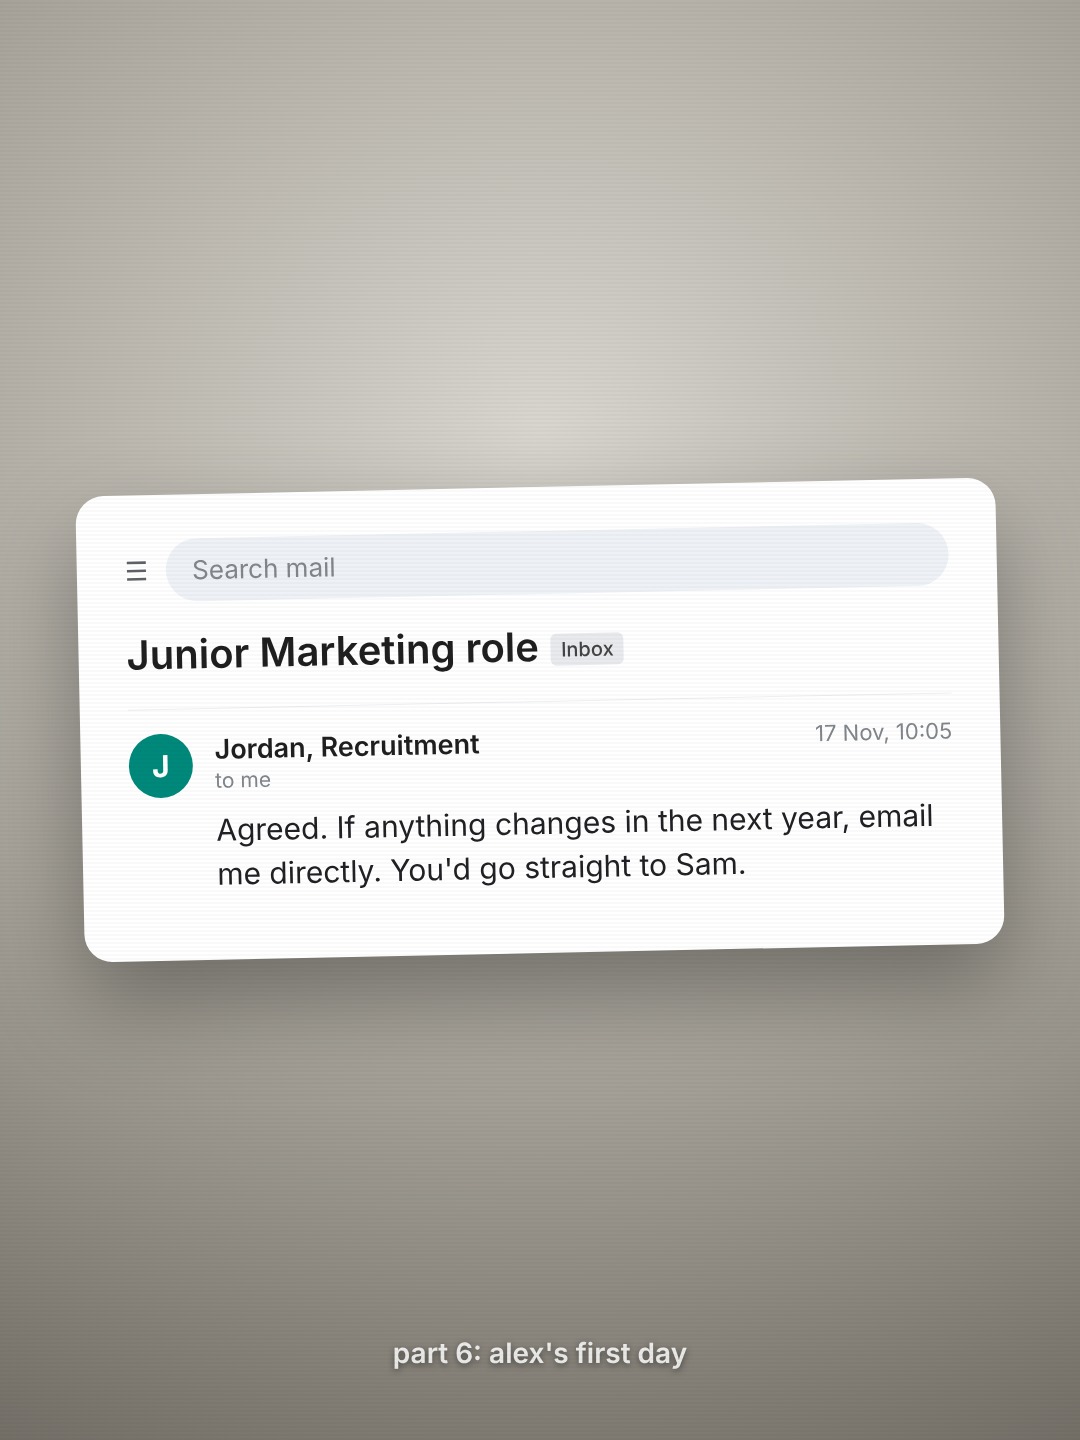 Search mail
Junior Marketing role Inbox
J
Jordan, Recruitment
17 Nov, 10:05
to me
Agreed. If anything changes in the next year, email
me directly. You'd go straight to Sam.
part 6: alex's first day